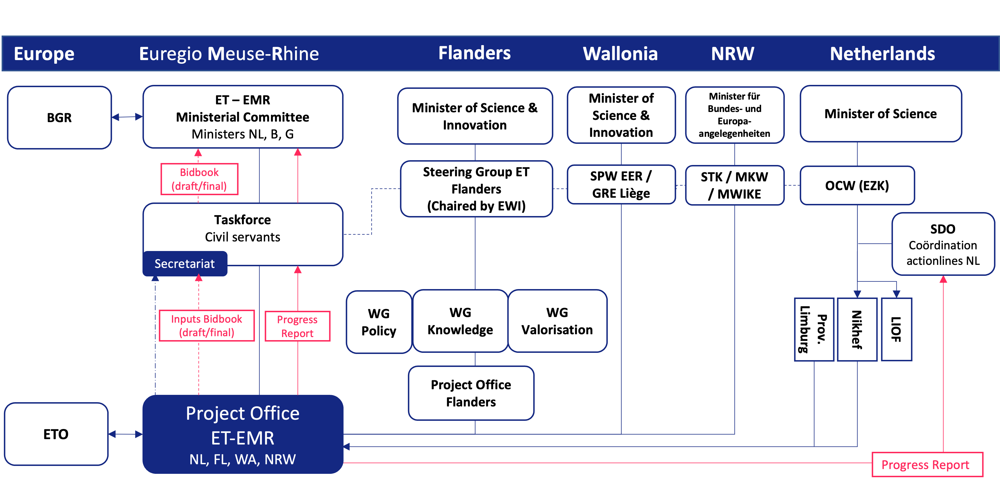 Europe
Euregio Meuse-Rhine
Flanders
Wallonia
NRW
Netherlands
BGR
ET – EMR
Ministerial Committee
Ministers NL, B, G
Minister of Science &
Innovation
Minister of
Science &
Innovation
Minister für
Bundes- und
Europa-
angelegenheiten
Minister of Science
Bidbook
(draft/final)
Steering Group ET
Flanders
(Chaired by EWI)
SPW EER /
GRE Liège
STK / MKW
/ MWIKE
OCW (EZK)
Taskforce
Civil servants
Secretariat
SDO
Coördination
actionlines NL
Inputs Bidbook
(draft/final)
Progress
Report
WG
Policy
WG
Knowledge
WG
Valorisation
Prov.
Limburg
Nikhef
LIOF
Project Office
Flanders
ETO
Project Office
ET-EMR
NL, FL, WA, NRW
Progress Report